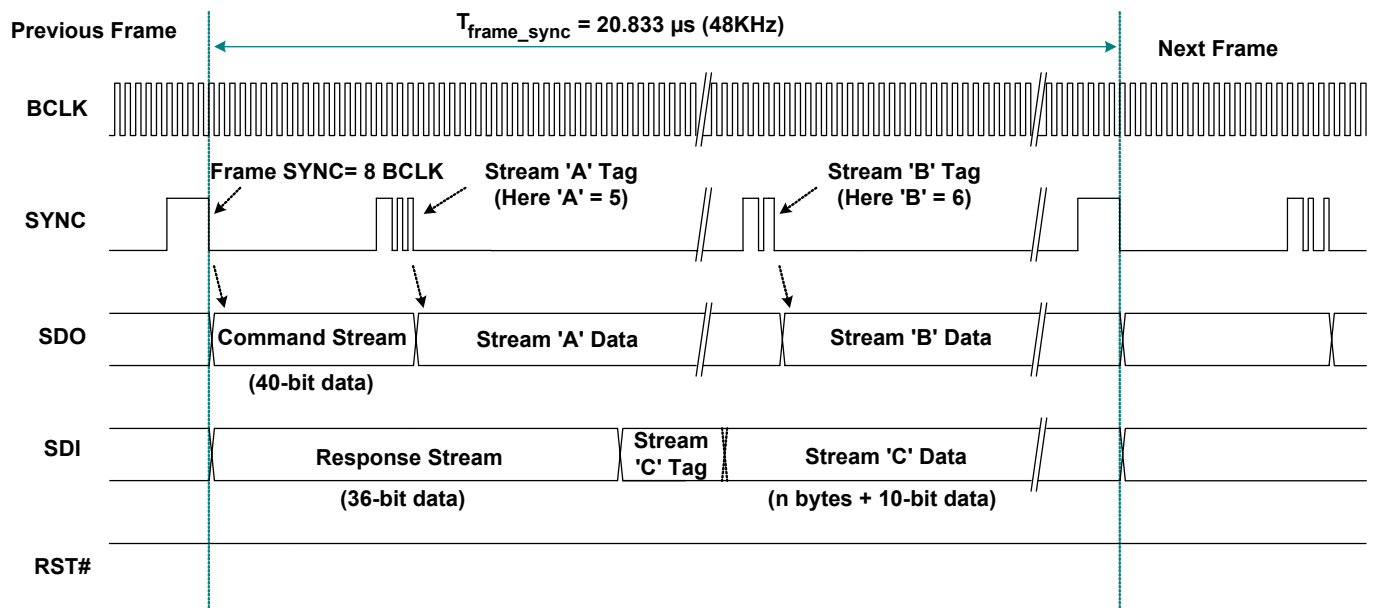 Previous Frame
T_frame_sync = 20.833 µs (48KHz)
Next Frame
BCLK
Frame SYNC= 8 BCLK
Stream 'A' Tag
(Here 'A' = 5)
Stream 'B' Tag
(Here 'B' = 6)
SYNC
SDO
Command Stream
Stream 'A' Data
Stream 'B' Data
(40-bit data)
SDI
Response Stream
Stream
'C' Tag
Stream 'C' Data
(36-bit data)
(n bytes + 10-bit data)
RST#